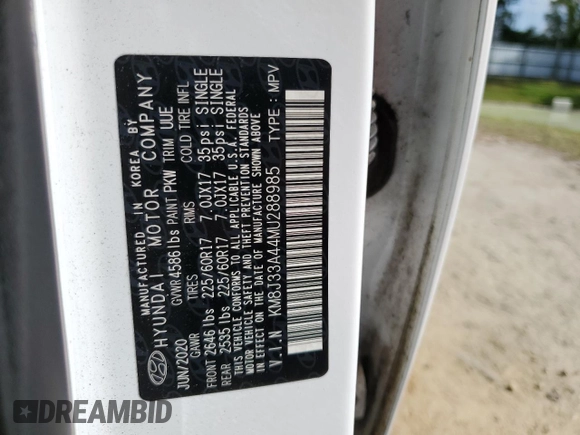 MANUFACTURED IN KOREA BY
HYUNDAI MOTOR COMPANY
JUN/2020 GVWR 4586 lbs PAINT PKW TRIM UUE
GAWR TIRES RIMS COLD TIRE INFL
FRONT 2646 lbs 225/60R17 7.0JX17 35psi SINGLE
REAR 2535 lbs 225/60R17 7.0JX17 35psi SINGLE
THIS VEHICLE CONFORMS TO ALL APPLICABLE U.S.A. FEDERAL
MOTOR VEHICLE SAFETY AND THEFT PREVENTION STANDARDS
IN EFFECT ON THE DATE OF MANUFACTURE SHOWN ABOVE
V.I.N KM8J33A44MU288985 TYPE : MPV
DREAMBID